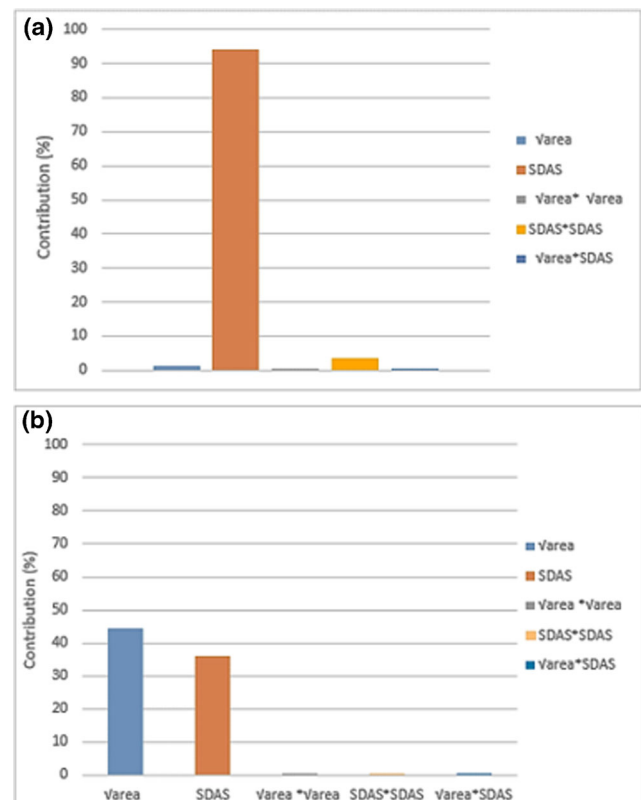 (a)
100
90
80
70
60
50
40
30
20
10
0
Contribution (%)
√area
SDAS
√area* √area
SDAS*SDAS
√area*SDAS
(b)
100
90
80
70
60
50
40
30
20
10
0
Contribution (%)
√area
SDAS
√area *√area
SDAS*SDAS
√area*SDAS
√area SDAS √area *√area SDAS*SDAS √area*SDAS